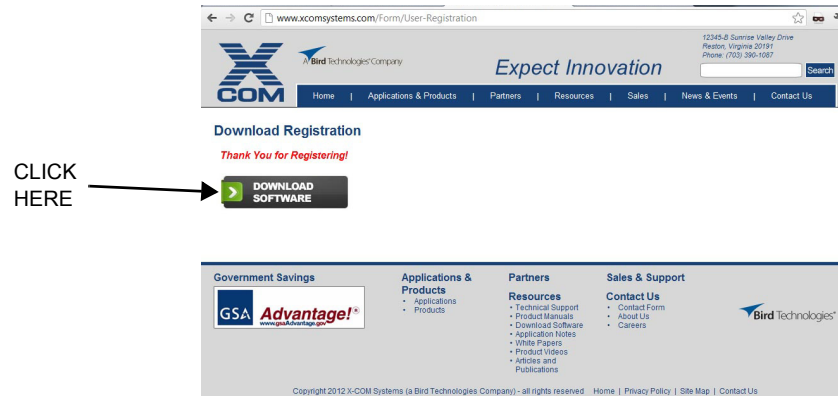 www.xcomsystems.com/Form/User-Registration
12345-B Sunrise Valley Drive
Reston, Virginia 20191
Phone: (703) 390-1087
X
COM
A Bird Technologies' Company
Expect Innovation
Search
Home | Applications & Products | Partners | Resources | Sales | News & Events | Contact Us
Download Registration
Thank You for Registering!
CLICK
HERE
DOWNLOAD
SOFTWARE
Government Savings
GSA Advantage!®
www.gsaAdvantage.gov
Applications &
Products
• Applications
• Products
Partners
Resources
• Technical Support
• Product Manuals
• Download Software
• Application Notes
• White Papers
• Product Videos
• Articles and
Publications
Sales & Support
Contact Us
• Contact Form
• About Us
• Careers
Bird Technologies®
Copyright 2012 X-COM Systems (a Bird Technologies Company) - all rights reserved Home | Privacy Policy | Site Map | Contact Us